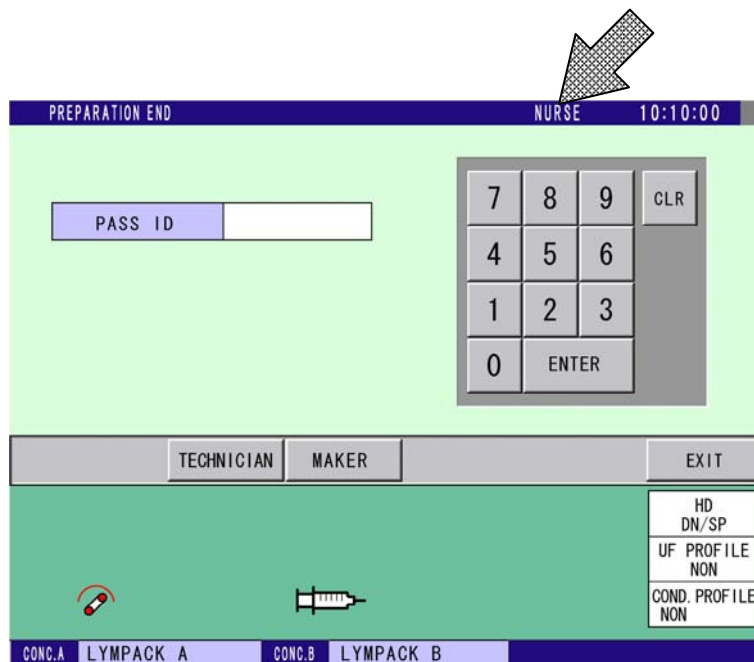 PREPARATION END NURSE 10:10:00
PASS ID
7 8 9 CLR
4 5 6
1 2 3
0 ENTER
TECHNICIAN MAKER EXIT
HD
DN/SP
UF PROFILE
NON
COND. PROFILE
NON
CONC.A LYMPACK A CONC.B LYMPACK B